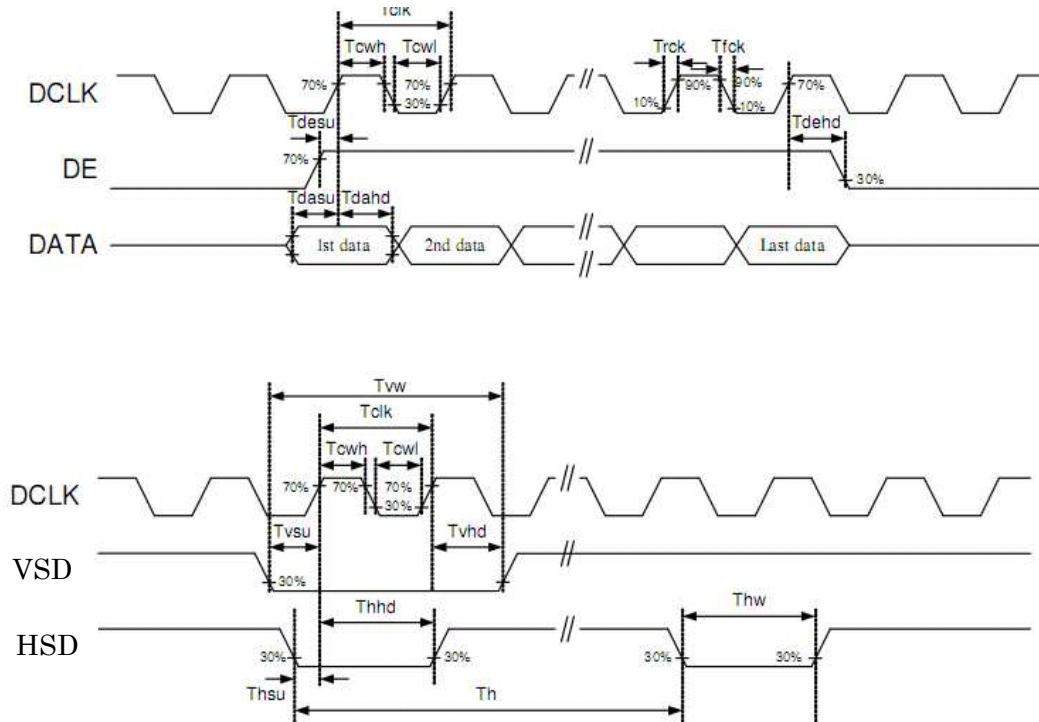 Tclk
Tcwh Tcwl Trck Tfck
DCLK 70% 70% 30% 10% 90% 90% 10% 70%
Tdesu Tdehd
DE 70% 30%
Tdasu Tdahd
DATA 1st data 2nd data Last data
Tvw
Tclk
Tcwh Tcwl
DCLK 70% 70% 70% 30%
Tvsu Tvhd
VSD 30%
Thhd Thw
HSD 30% 30% 30% 30%
Thsu Th